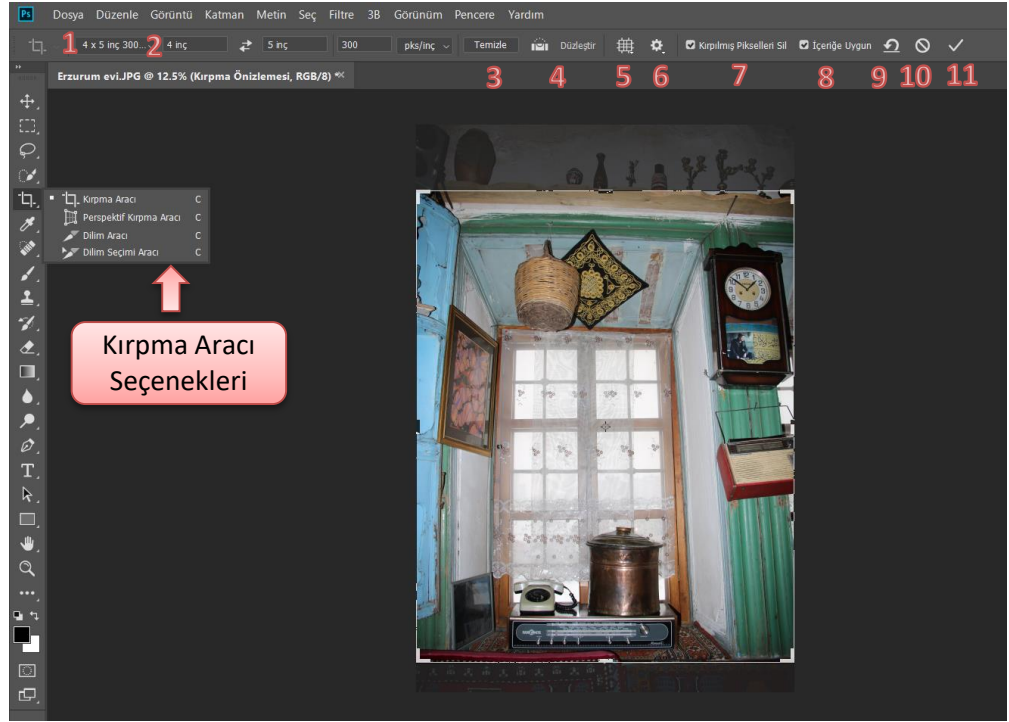 Ps Dosya Düzenle Görüntü Katman Metin Seç Filtre 3B Görünüm Pencere Yardım
1 4 x 5 inç 300... 2 4 inç 5 inç 300 pks/inç Temizle Düzleştir Kırpılmış Pikselleri Sil İçeriğe Uygun
Erzurum evi.JPG @ 12.5% (Kırpma Önizlemesi, RGB/8) *
3 4 5 6 7 8 9 10 11
Kırpma Aracı C
Perspektif Kırpma Aracı C
Dilim Aracı C
Dilim Seçimi Aracı C
Kırpma Aracı
Seçenekleri